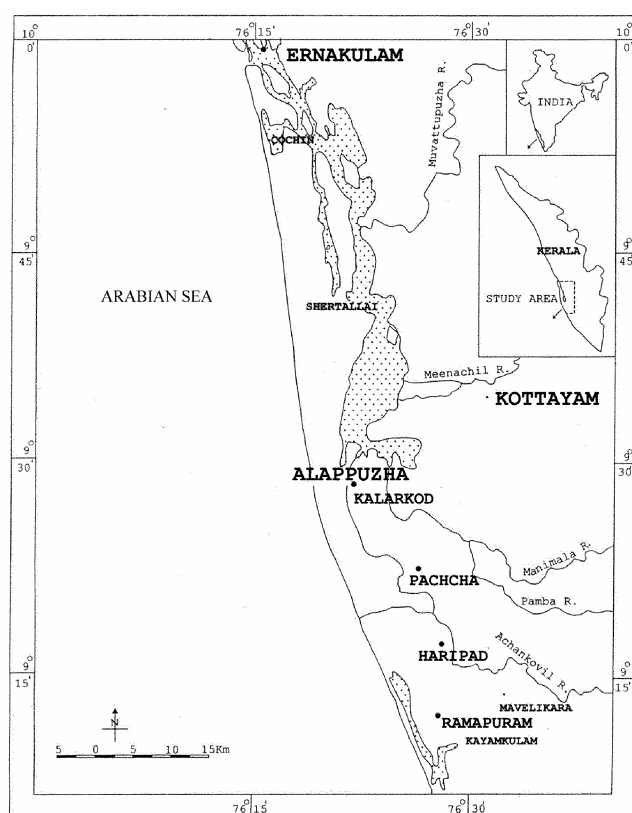 76° 15'
76° 30'
10° 0'
10° 0'
ERNAKULAM
INDIA
Muvattupuzha R.
COCHIN
9° 45'
9° 45'
KERALA
STUDY AREA
ARABIAN SEA
SHERTALLAI
Meenachil R.
KOTTAYAM
9° 30'
9° 30'
ALAPPUZHA
KALARKOD
Manimala R.
PACHCHA
Pamba R.
HARIPAD
Achankovil R.
9° 15'
9° 15'
MAVELIKARA
RAMAPURAM
KAYAMKULAM
N
5 0 5 10 15Km
76° 15'
76° 30'